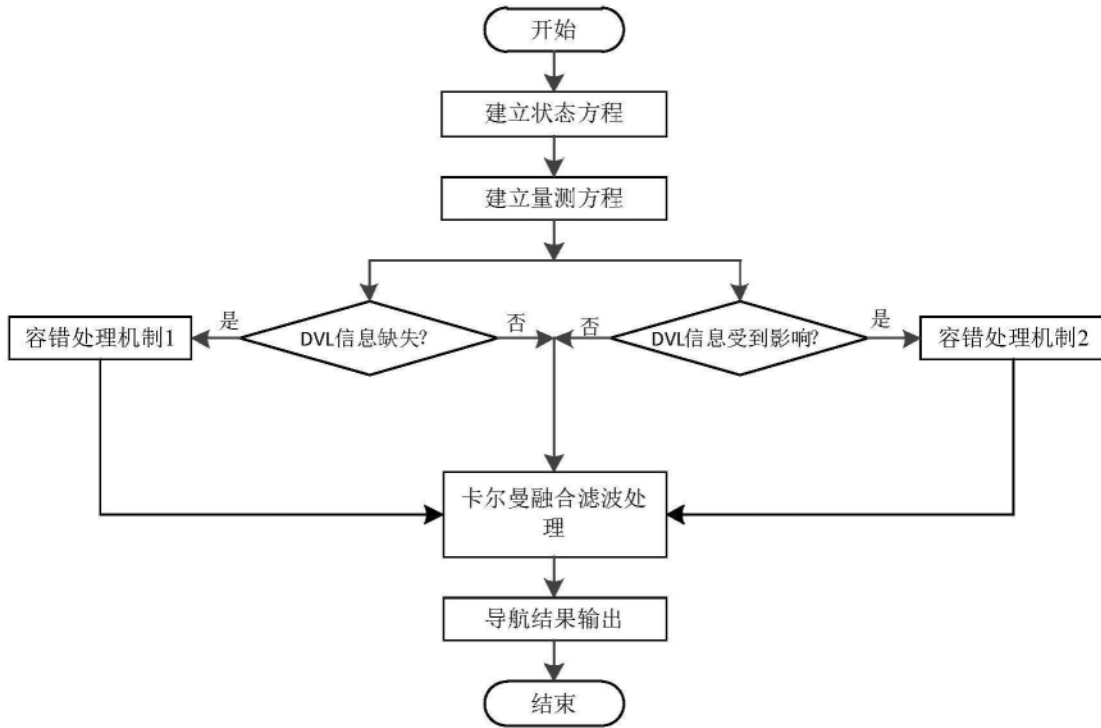 开始
建立状态方程
建立量测方程
是
DVL信息缺失?
否
否
DVL信息受到影响?
是
容错处理机制1
容错处理机制2
卡尔曼融合滤波处
理
导航结果输出
结束